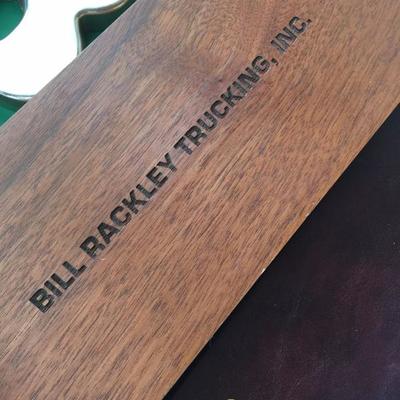 BILL RACKLEY TRUCKING, INC.